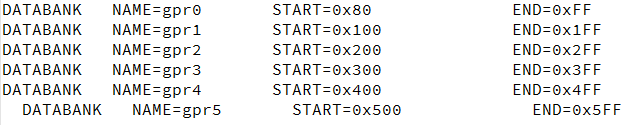 DATABANK   NAME=gpr0       START=0x80              END=0xFF
DATABANK   NAME=gpr1       START=0x100             END=0x1FF
DATABANK   NAME=gpr2       START=0x200             END=0x2FF
DATABANK   NAME=gpr3       START=0x300             END=0x3FF
DATABANK   NAME=gpr4       START=0x400             END=0x4FF
  DATABANK   NAME=gpr5       START=0x500             END=0x5FF